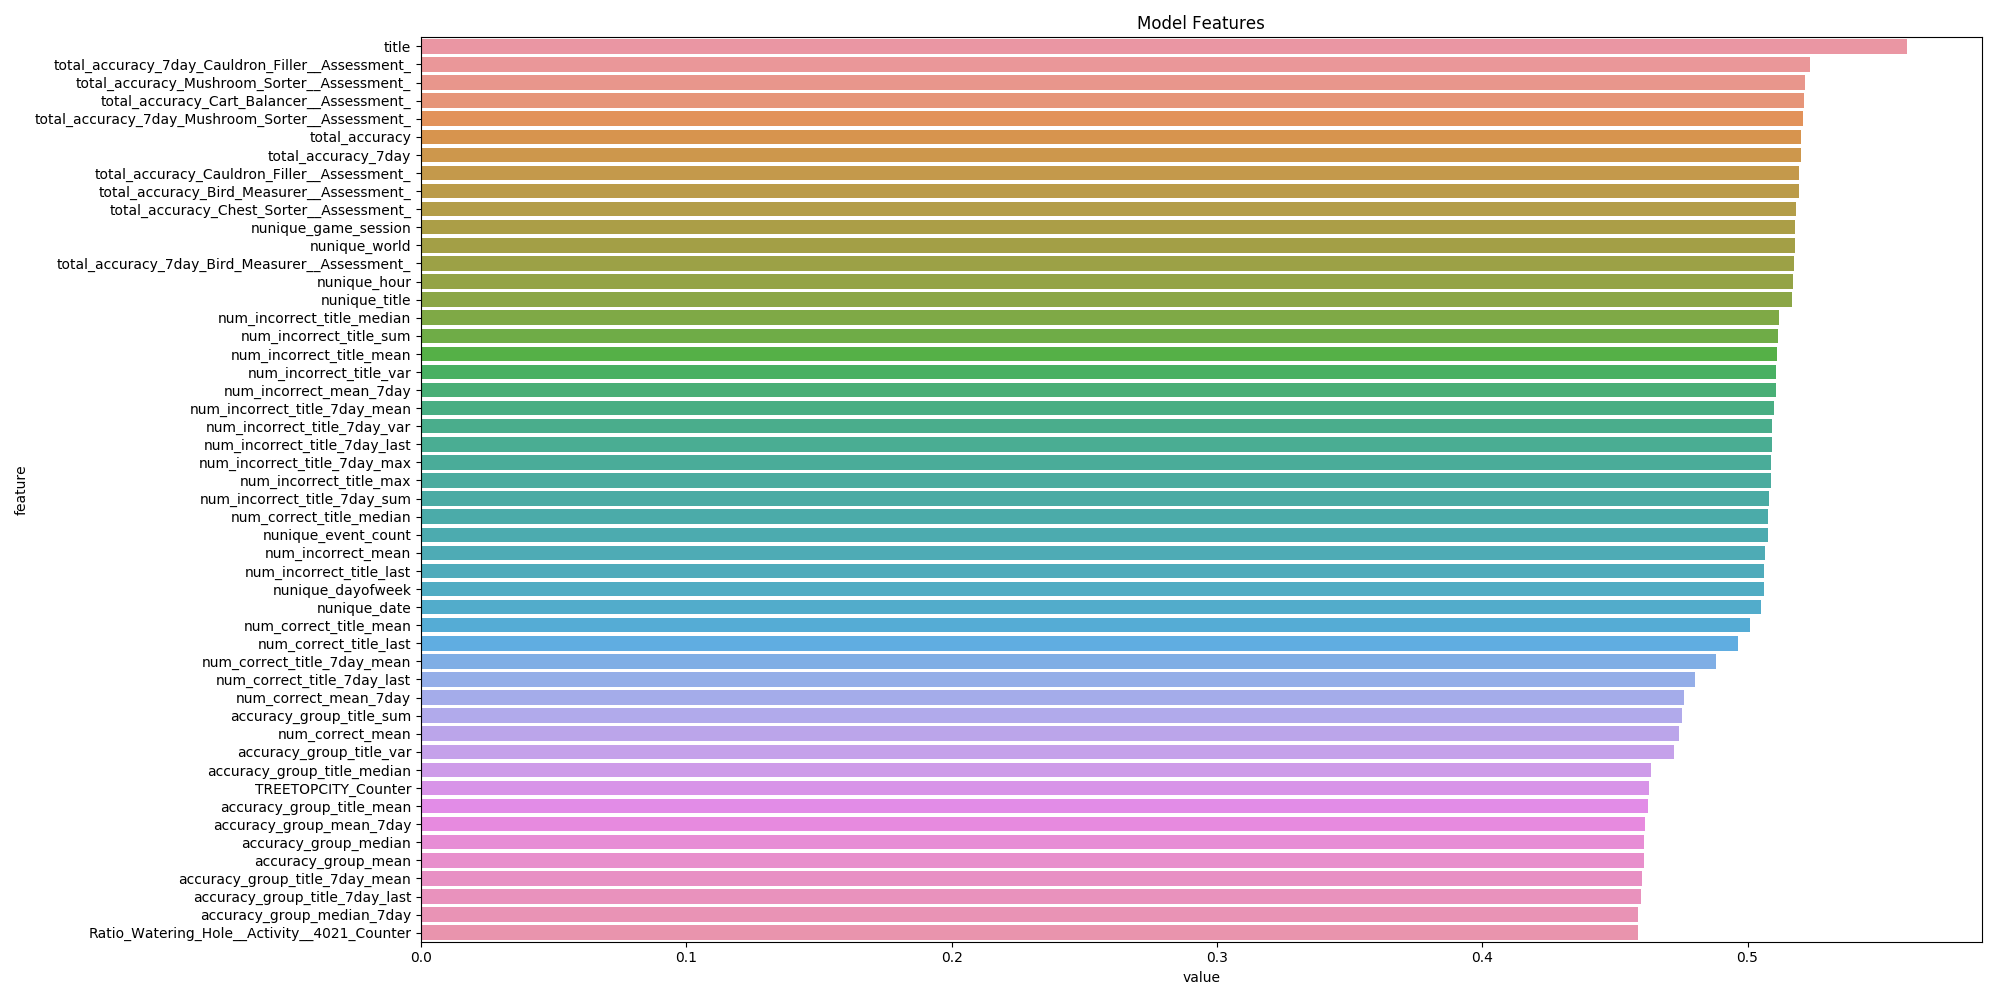 Model Features
title
total_accuracy_7day_Cauldron_Filler__Assessment_
total_accuracy_Mushroom_Sorter__Assessment_
total_accuracy_Cart_Balancer__Assessment_
total_accuracy_7day_Mushroom_Sorter__Assessment_
total_accuracy
total_accuracy_7day
total_accuracy_Cauldron_Filler__Assessment_
total_accuracy_Bird_Measurer__Assessment_
total_accuracy_Chest_Sorter__Assessment_
nunique_game_session
nunique_world
total_accuracy_7day_Bird_Measurer__Assessment_
nunique_hour
nunique_title
num_incorrect_title_median
num_incorrect_title_sum
num_incorrect_title_mean
num_incorrect_title_var
num_incorrect_mean_7day
num_incorrect_title_7day_mean
num_incorrect_title_7day_var
num_incorrect_title_7day_last
num_incorrect_title_7day_max
num_incorrect_title_max
num_incorrect_title_7day_sum
num_correct_title_median
nunique_event_count
num_incorrect_mean
num_incorrect_title_last
nunique_dayofweek
nunique_date
num_correct_title_mean
num_correct_title_last
num_correct_title_7day_mean
num_correct_title_7day_last
num_correct_mean_7day
accuracy_group_title_sum
num_correct_mean
accuracy_group_title_var
accuracy_group_title_median
TREETOPCITY_Counter
accuracy_group_title_mean
accuracy_group_mean_7day
accuracy_group_median
accuracy_group_mean
accuracy_group_title_7day_mean
accuracy_group_title_7day_last
accuracy_group_median_7day
Ratio_Watering_Hole__Activity__4021_Counter
feature
0.0 0.1 0.2 0.3 0.4 0.5
value